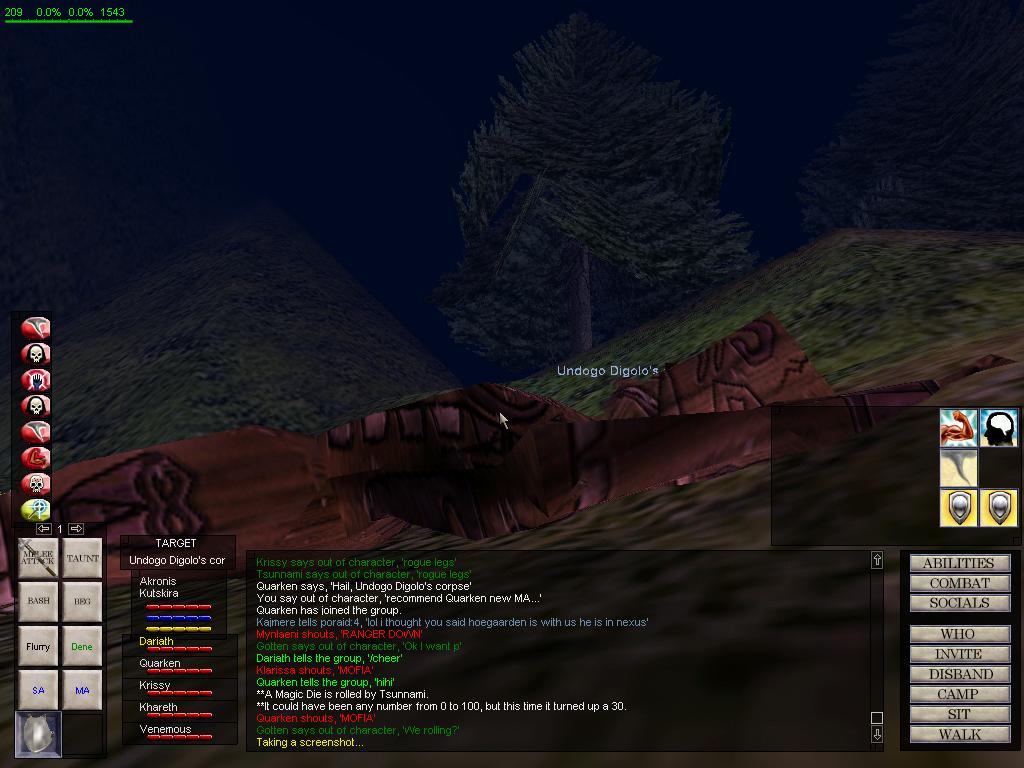 209 0.0% 0.0% 1543
Undogo Digolo's
1
MELEE ATTACK TAUNT
BASH BEG
Flurry Dene
SA MA
TARGET
Undogo Digolo's cor
Akronis
Kutskira
Dariath
Quarken
Krissy
Khareth
Venemous
Krissy says out of character, 'rogue legs'
Tsunnami says out of character, 'rogue legs'
Quarken says, 'Hail, Undogo Digolo's corpse'
You say out of character, 'recommend Quarken new MA...'
Quarken has joined the group.
Kajmere tells poraid:4, 'lol i thought you said hoegaarden is with us he is in nexus'
Mynlaeni shouts, 'RANGER DOWN'
Gotten says out of character, 'Ok I want p'
Dariath tells the group, '/cheer'
Klarissa shouts, 'MOFIA'
Quarken tells the group, 'hihi'
**A Magic Die is rolled by Tsunnami.
**It could have been any number from 0 to 100, but this time it turned up a 30.
Quarken shouts, 'MOFIA'
Gotten says out of character, 'We rolling?'
Taking a screenshot...
ABILITIES
COMBAT
SOCIALS
WHO
INVITE
DISBAND
CAMP
SIT
WALK